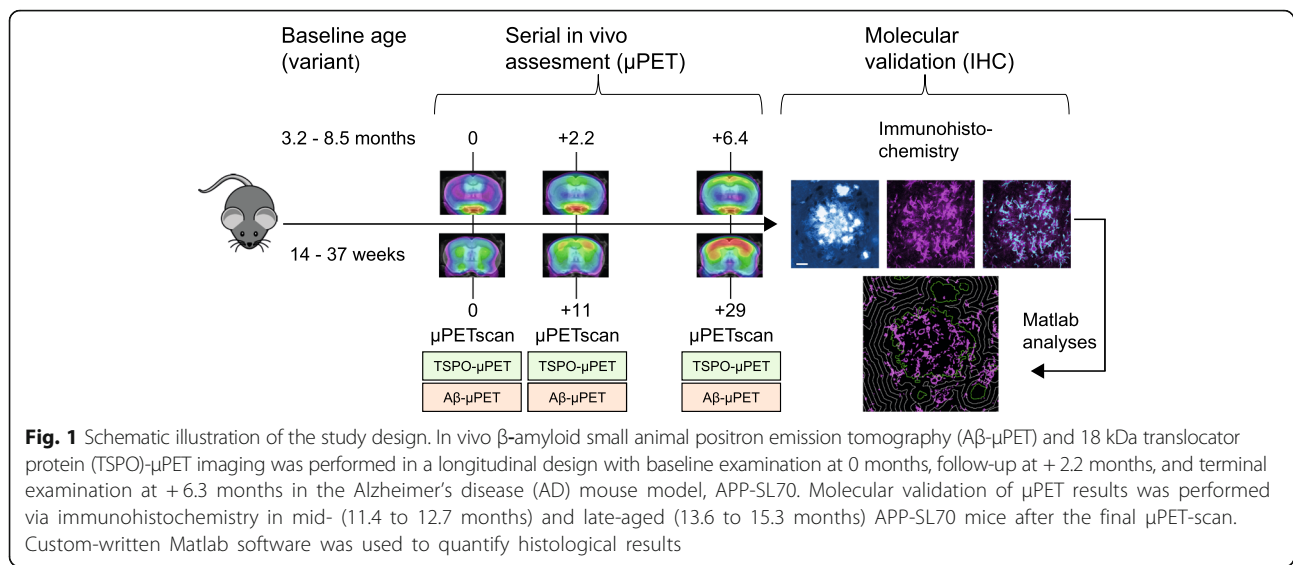 Baseline age
(variant)
Serial in vivo
assesment (µPET)
Molecular
validation (IHC)
3.2 - 8.5 months
0
+2.2
+6.4
Immunohisto-
chemistry
14 - 37 weeks
0
+11
+29
µPETscan
µPETscan
µPETscan
TSPO-µPET
TSPO-µPET
TSPO-µPET
Aβ-µPET
Aβ-µPET
Aβ-µPET
Matlab
analyses
Fig. 1 Schematic illustration of the study design. In vivo β-amyloid small animal positron emission tomography (Aβ-µPET) and 18 kDa translocator
protein (TSPO)-µPET imaging was performed in a longitudinal design with baseline examination at 0 months, follow-up at + 2.2 months, and terminal
examination at + 6.3 months in the Alzheimer's disease (AD) mouse model, APP-SL70. Molecular validation of µPET results was performed
via immunohistochemistry in mid- (11.4 to 12.7 months) and late-aged (13.6 to 15.3 months) APP-SL70 mice after the final µPET-scan.
Custom-written Matlab software was used to quantify histological results